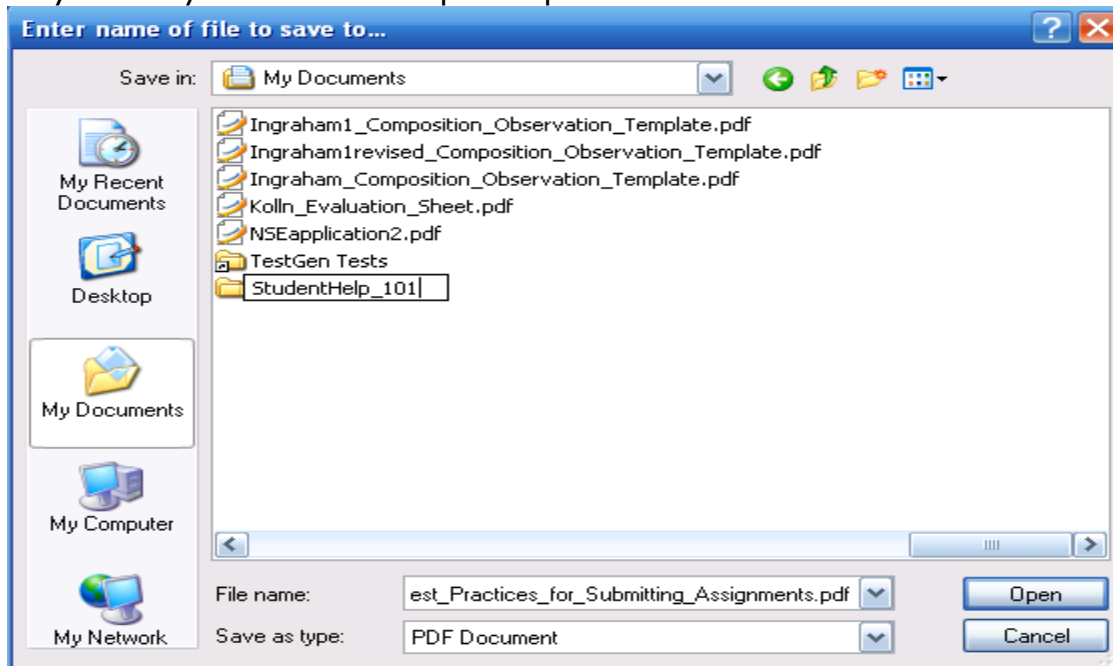 Enter name of file to save to...
Save in:
My Documents
My Recent
Documents
Desktop
My Documents
My Computer
My Network
Ingraham1_Composition_Observation_Template.pdf
Ingraham1revised_Composition_Observation_Template.pdf
Ingraham_Composition_Observation_Template.pdf
Kolln_Evaluation_Sheet.pdf
NSEapplication2.pdf
TestGen Tests
StudentHelp_101
File name:
est_Practices_for_Submitting_Assignments.pdf
Open
Save as type:
PDF Document
Cancel